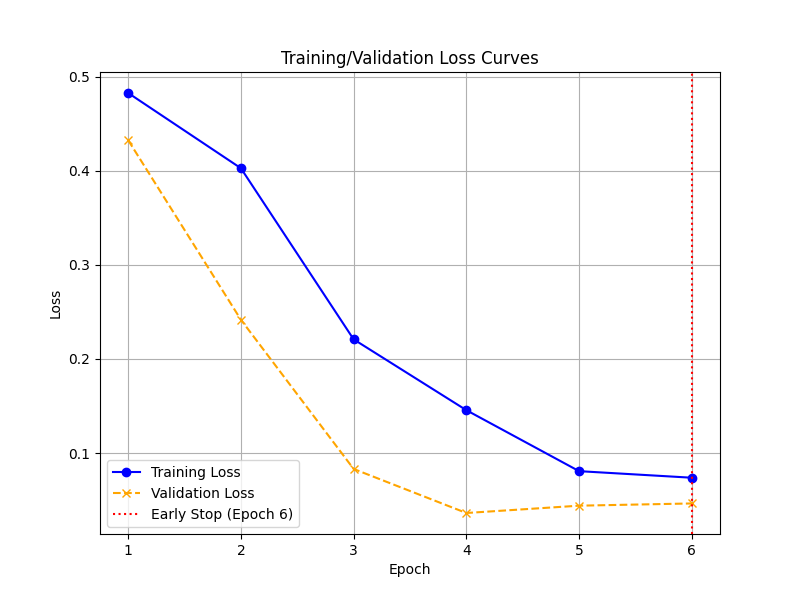 Training/Validation Loss Curves
0.5
0.4
0.3
0.2
0.1
Loss
Training Loss
Validation Loss
Early Stop (Epoch 6)
1 2 3 4 5 6
Epoch